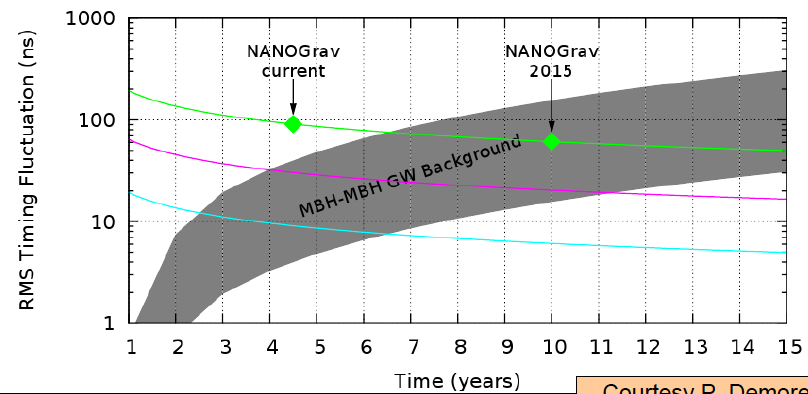 1000
100
10
1
RMS Timing Fluctuation (ns)
NANOGrav
current
NANOGrav
2015
MBH-MBH GW Background
1 2 3 4 5 6 7 8 9 10 11 12 13 14 15
Time (years)
Courtesy P.